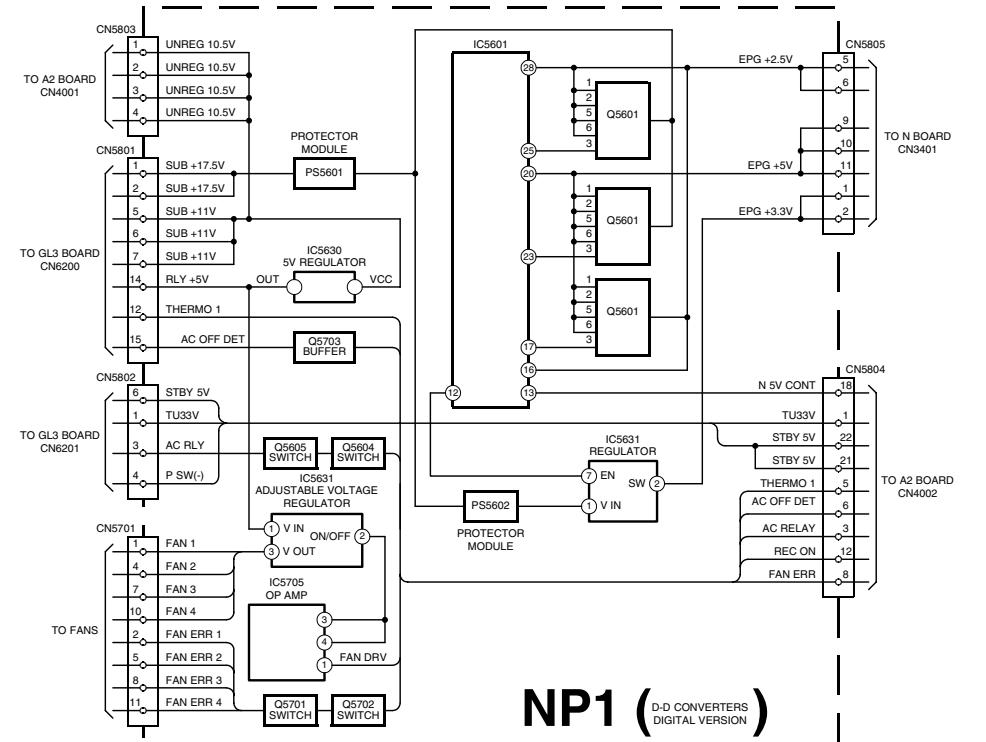 CN5803
1 UNREG 10.5V
2 UNREG 10.5V
3 UNREG 10.5V
4 UNREG 10.5V
TO A2 BOARD
CN4001
CN5801
1 SUB +17.5V
2 SUB +17.5V
5 SUB +11V
6 SUB +11V
7 SUB +11V
14 RLY +5V
12 THERMO 1
15 AC OFF DET
TO GL3 BOARD
CN6200
PROTECTOR
MODULE
PS5601
IC5630
5V REGULATOR
OUT
VCC
Q5703
BUFFER
CN5802
6 STBY 5V
1 TU33V
3 AC RLY
4 P SW(-)
TO GL3 BOARD
CN6201
Q5605
SWITCH
Q5604
SWITCH
IC5631
ADJUSTABLE VOLTAGE
REGULATOR
1 V IN
3 V OUT
ON/OFF 2
CN5701
1 FAN 1
4 FAN 2
7 FAN 3
10 FAN 4
2 FAN ERR 1
5 FAN ERR 2
8 FAN ERR 3
11 FAN ERR 4
TO FANS
IC5705
OP AMP
3
4
1 FAN DRV
Q5701
SWITCH
Q5702
SWITCH
IC5601
28
25
20
23
17
16
13
12
1
2
5
6
3
Q5601
1
2
5
6
3
Q5601
1
2
5
6
3
Q5601
IC5631
REGULATOR
7 EN
SW 2
1 V IN
PS5602
PROTECTOR
MODULE
CN5805
EPG +2.5V 5
6
9
10
EPG +5V 11
1
EPG +3.3V 2
TO N BOARD
CN3401
CN5804
N 5V CONT 18
TU33V 1
STBY 5V 22
STBY 5V 21
THERMO 1 5
AC OFF DET 6
AC RELAY 3
REC ON 12
FAN ERR 8
TO A2 BOARD
CN4002
NP1 (D-D CONVERTERS
DIGITAL VERSION)